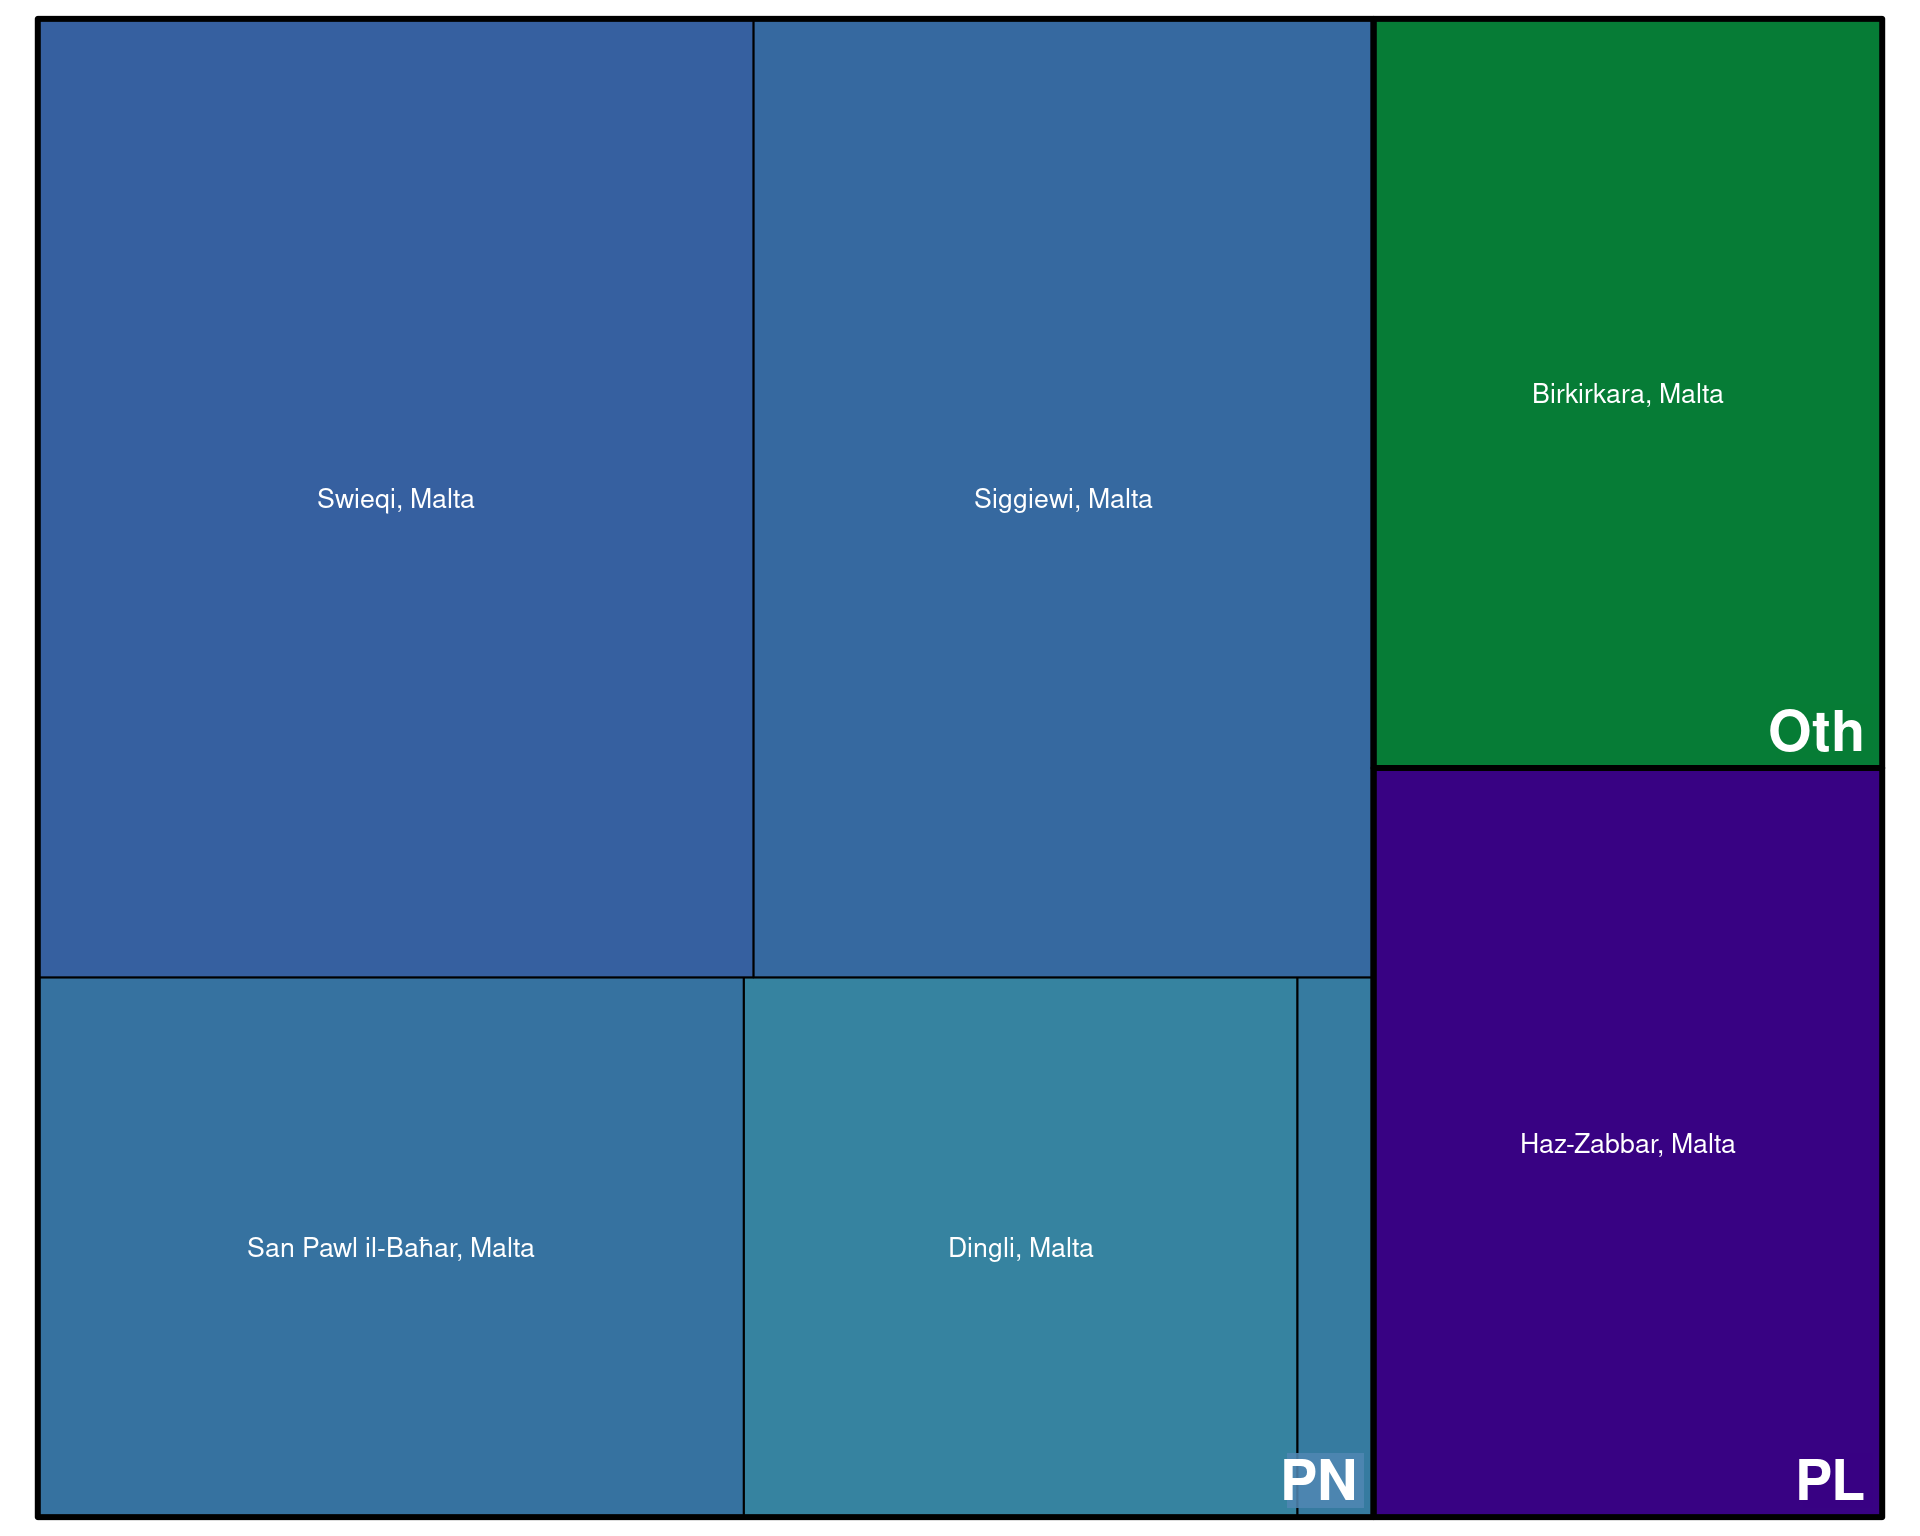 Swieqi, Malta
Siggiewi, Malta
Birkirkara, Malta
Oth
San Pawl il-Baħar, Malta
Dingli, Malta
PN
Haz-Zabbar, Malta
PL